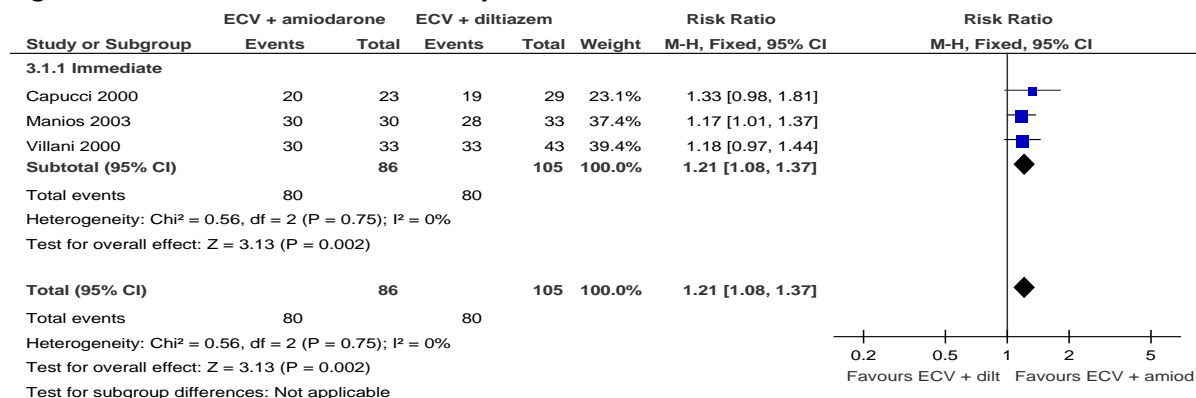 ECV + amiodarone ECV + diltiazem Risk Ratio Risk Ratio
Study or Subgroup Events Total Events Total Weight M-H, Fixed, 95% CI M-H, Fixed, 95% CI
3.1.1 Immediate
Capucci 2000 20 23 19 29 23.1% 1.33 [0.98, 1.81]
Manios 2003 30 30 28 33 37.4% 1.17 [1.01, 1.37]
Villani 2000 30 33 33 43 39.4% 1.18 [0.97, 1.44]
Subtotal (95% CI) 86 105 100.0% 1.21 [1.08, 1.37]
Total events 80 80
Heterogeneity: Chi² = 0.56, df = 2 (P = 0.75); I² = 0%
Test for overall effect: Z = 3.13 (P = 0.002)
Total (95% CI) 86 105 100.0% 1.21 [1.08, 1.37]
Total events 80 80
Heterogeneity: Chi² = 0.56, df = 2 (P = 0.75); I² = 0%
Test for overall effect: Z = 3.13 (P = 0.002)
Test for subgroup differences: Not applicable
0.2 0.5 1 2 5
Favours ECV + dilt Favours ECV + amiod